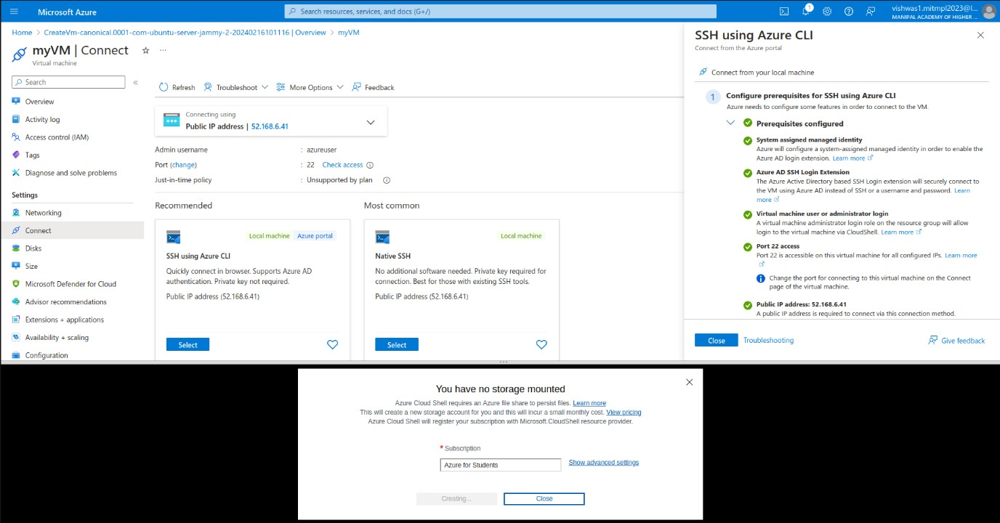 Microsoft Azure
Search resources, services, and docs (G+/)
1
vishwas1.mitmpl2023@l...
MANIPAL ACADEMY OF HIGHER ...
Home > CreateVm-canonical.0001-com-ubuntu-server-jammy-2-20240216101116 | Overview > myVM
myVM | Connect
Virtual machine
Search
Overview
Activity log
Access control (IAM)
Tags
Diagnose and solve problems
Settings
Networking
Connect
Disks
Size
Microsoft Defender for Cloud
Advisor recommendations
Extensions + applications
Availability + scaling
Configuration
Refresh
Troubleshoot
More Options
Feedback
Connecting using
Public IP address | 52.168.6.41
Admin username : azureuser
Port (change) : 22 Check access
Just-in-time policy : Unsupported by plan
Recommended
Local machine Azure portal
SSH using Azure CLI
Quickly connect in browser. Supports Azure AD
authentication. Private key not required.
Public IP address (52.168.6.41)
Select
Most common
Local machine
Native SSH
No additional software needed. Private key required for
connection. Best for those with existing SSH tools.
Public IP address (52.168.6.41)
Select
SSH using Azure CLI
Connect from the Azure portal
Connect from your local machine
1
Configure prerequisites for SSH using Azure CLI
Azure needs to configure some features in order to connect to the VM.
Prerequisites configured
System assigned managed identity
Azure will configure a system-assigned managed identity in order to enable the
Azure AD login extension. Learn more
Azure AD SSH Login Extension
The Azure Active Directory based SSH Login extension will securely connect to
the VM using Azure AD instead of SSH or a username and password. Learn
more
Virtual machine user or administrator login
A virtual machine administrator login role on the resource group will allow
login to the virtual machine via CloudShell. Learn more
Port 22 access
Port 22 is accessible on this virtual machine for all configured IPs. Learn more
Change the port for connecting to this virtual machine on the Connect
page of the virtual machine.
Public IP address: 52.168.6.41
A public IP address is required to connect via this connection method.
Close
Troubleshooting
Give feedback
You have no storage mounted
Azure Cloud Shell requires an Azure file share to persist files. Learn more
This will create a new storage account for you and this will incur a small monthly cost. View pricing
Azure Cloud Shell will register your subscription with Microsoft.CloudShell resource provider.
* Subscription
Azure for Students
Show advanced settings
Creating...
Close